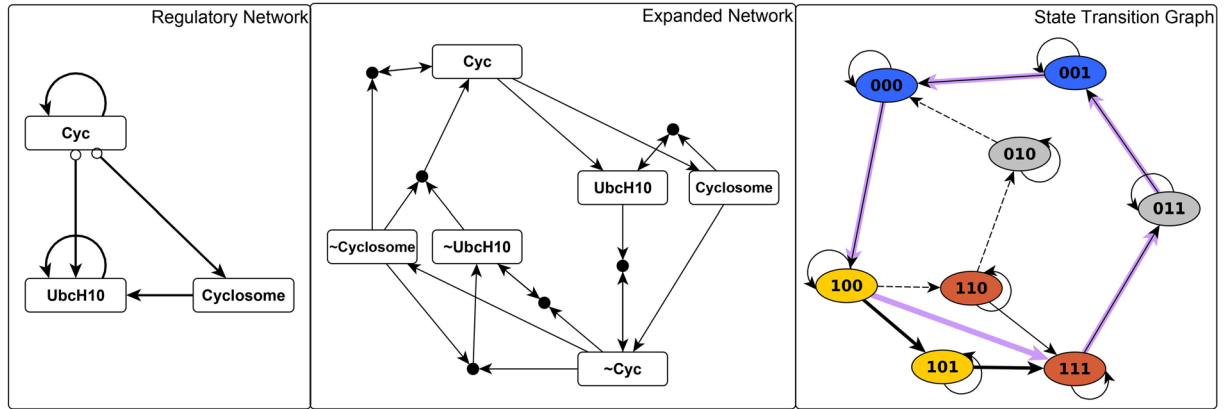 Regulatory Network
Cyc
UbcH10
Cyclosome
Expanded Network
Cyc
UbcH10
Cyclosome
~Cyclosome
~UbcH10
~Cyc
State Transition Graph
000
001
010
011
100
110
101
111